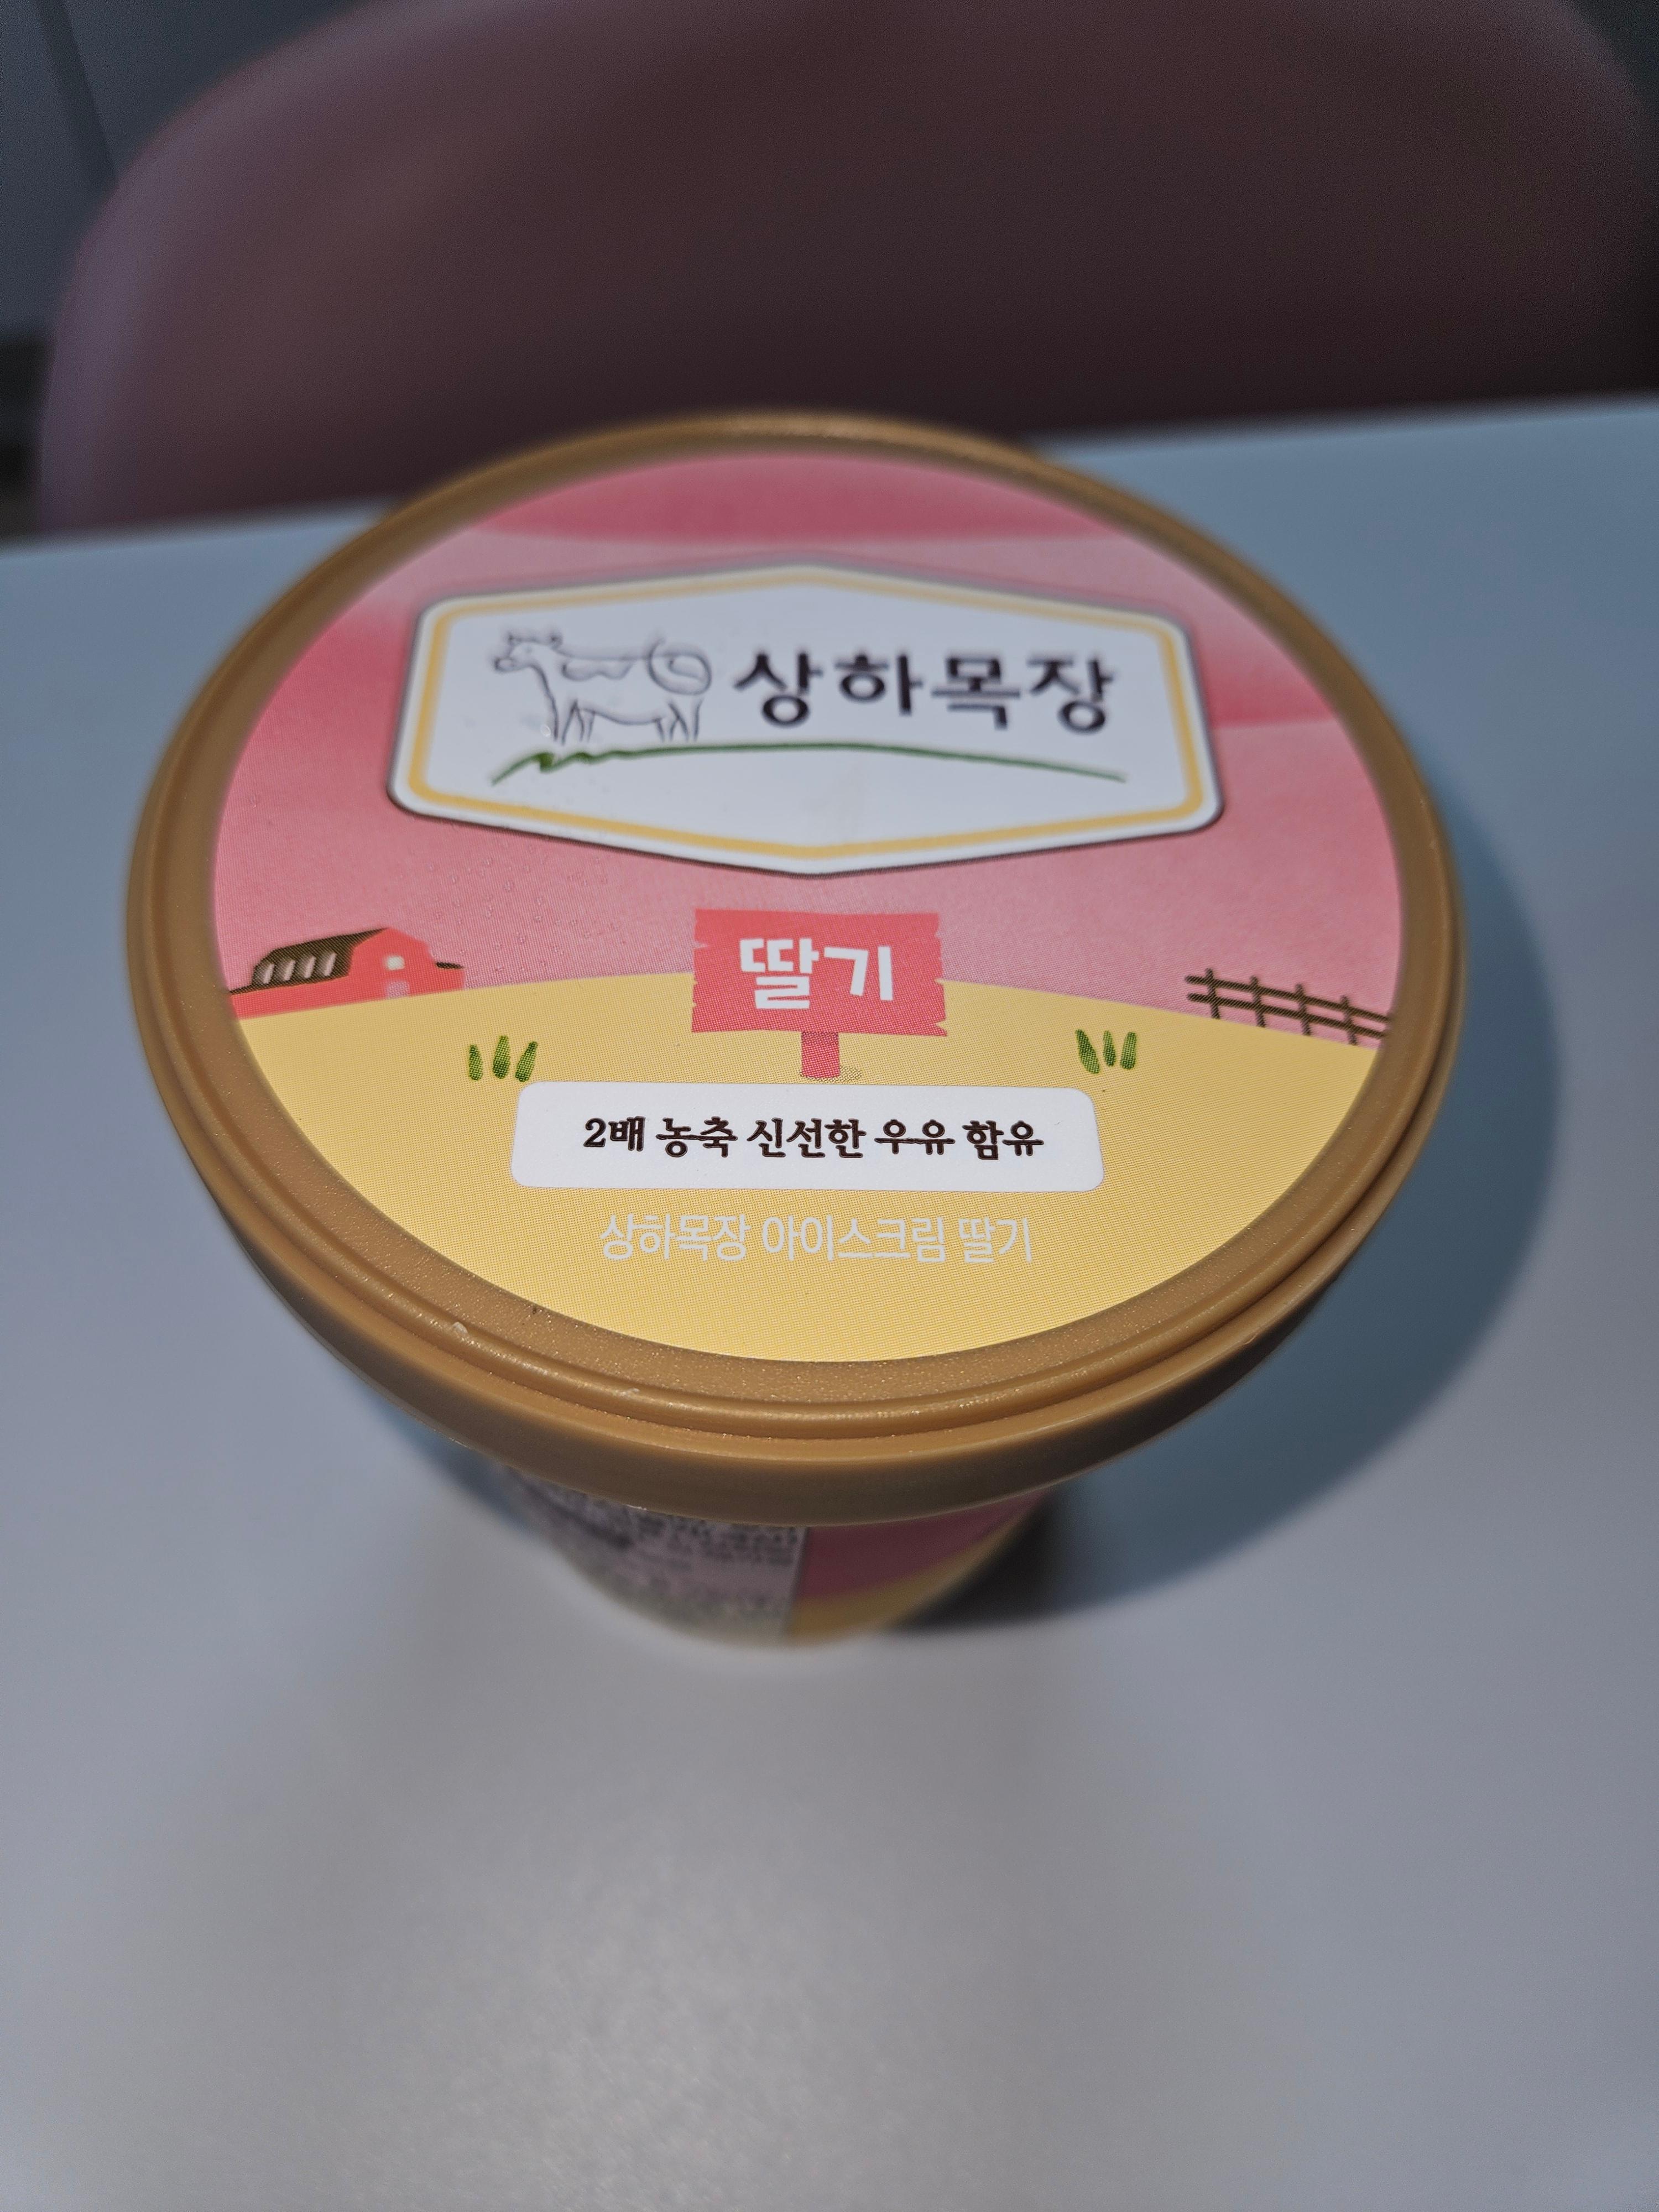 상하목장
딸기
2배 농축 신선한 우유 함유
상하목장 아이스크림 딸기